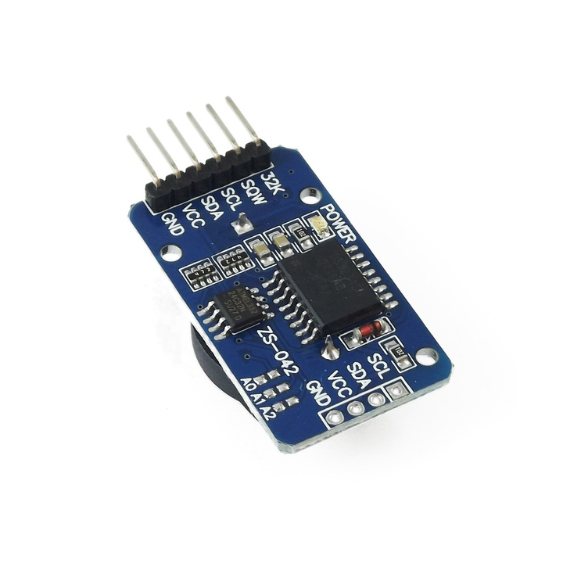 32K
SQW
SCL
SDA
VCC
GND
POWER
ZS-042
A0 A1 A2
SCL
SDA
VCC
GND